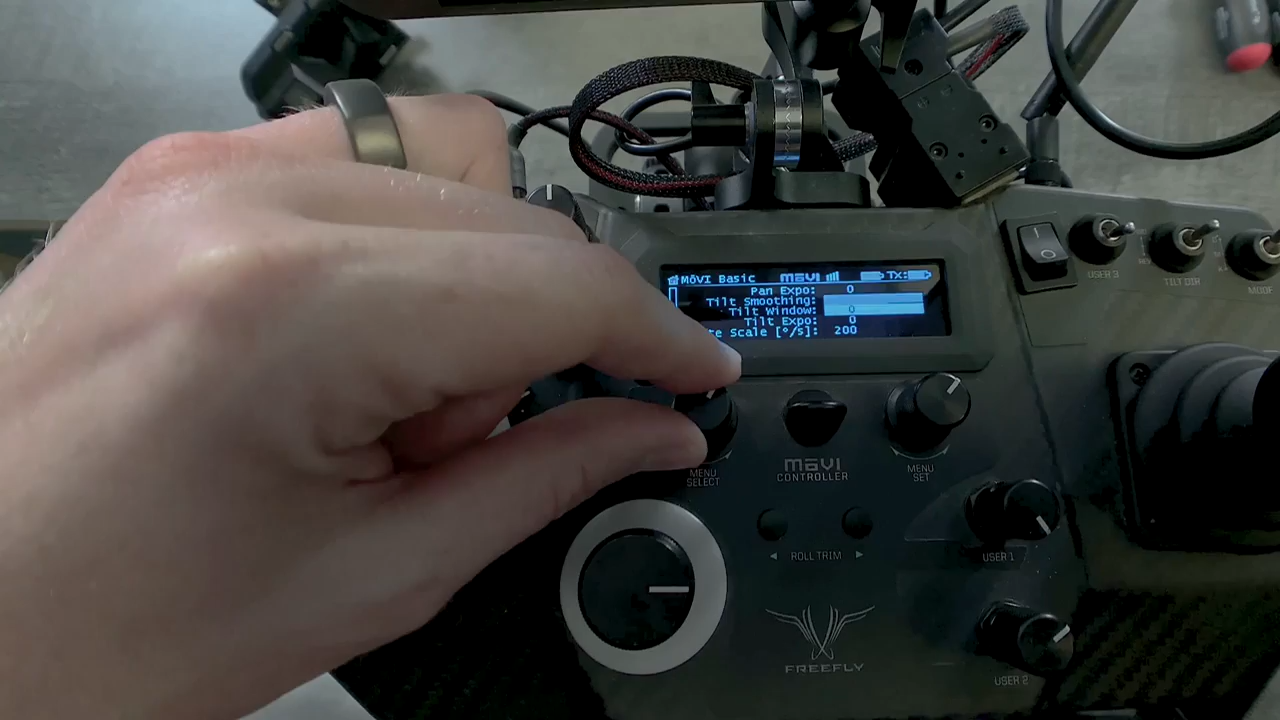 MōVI Basic MōVI TX:
Pan Expo: 0
Tilt Smoothing:
Tilt Window: 0
Tilt Expo: 0
scale [°/s]: 200
USER 3
TILT DIR
MODE
MENU
SELECT
MōVI
CONTROLLER
MENU
SET
ROLL TRIM
USER 1
FREEFLY
USER 2